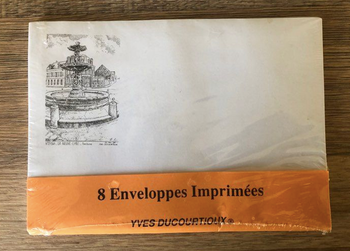 8 Enveloppes Imprimées
YVES DUCOURTIOUX